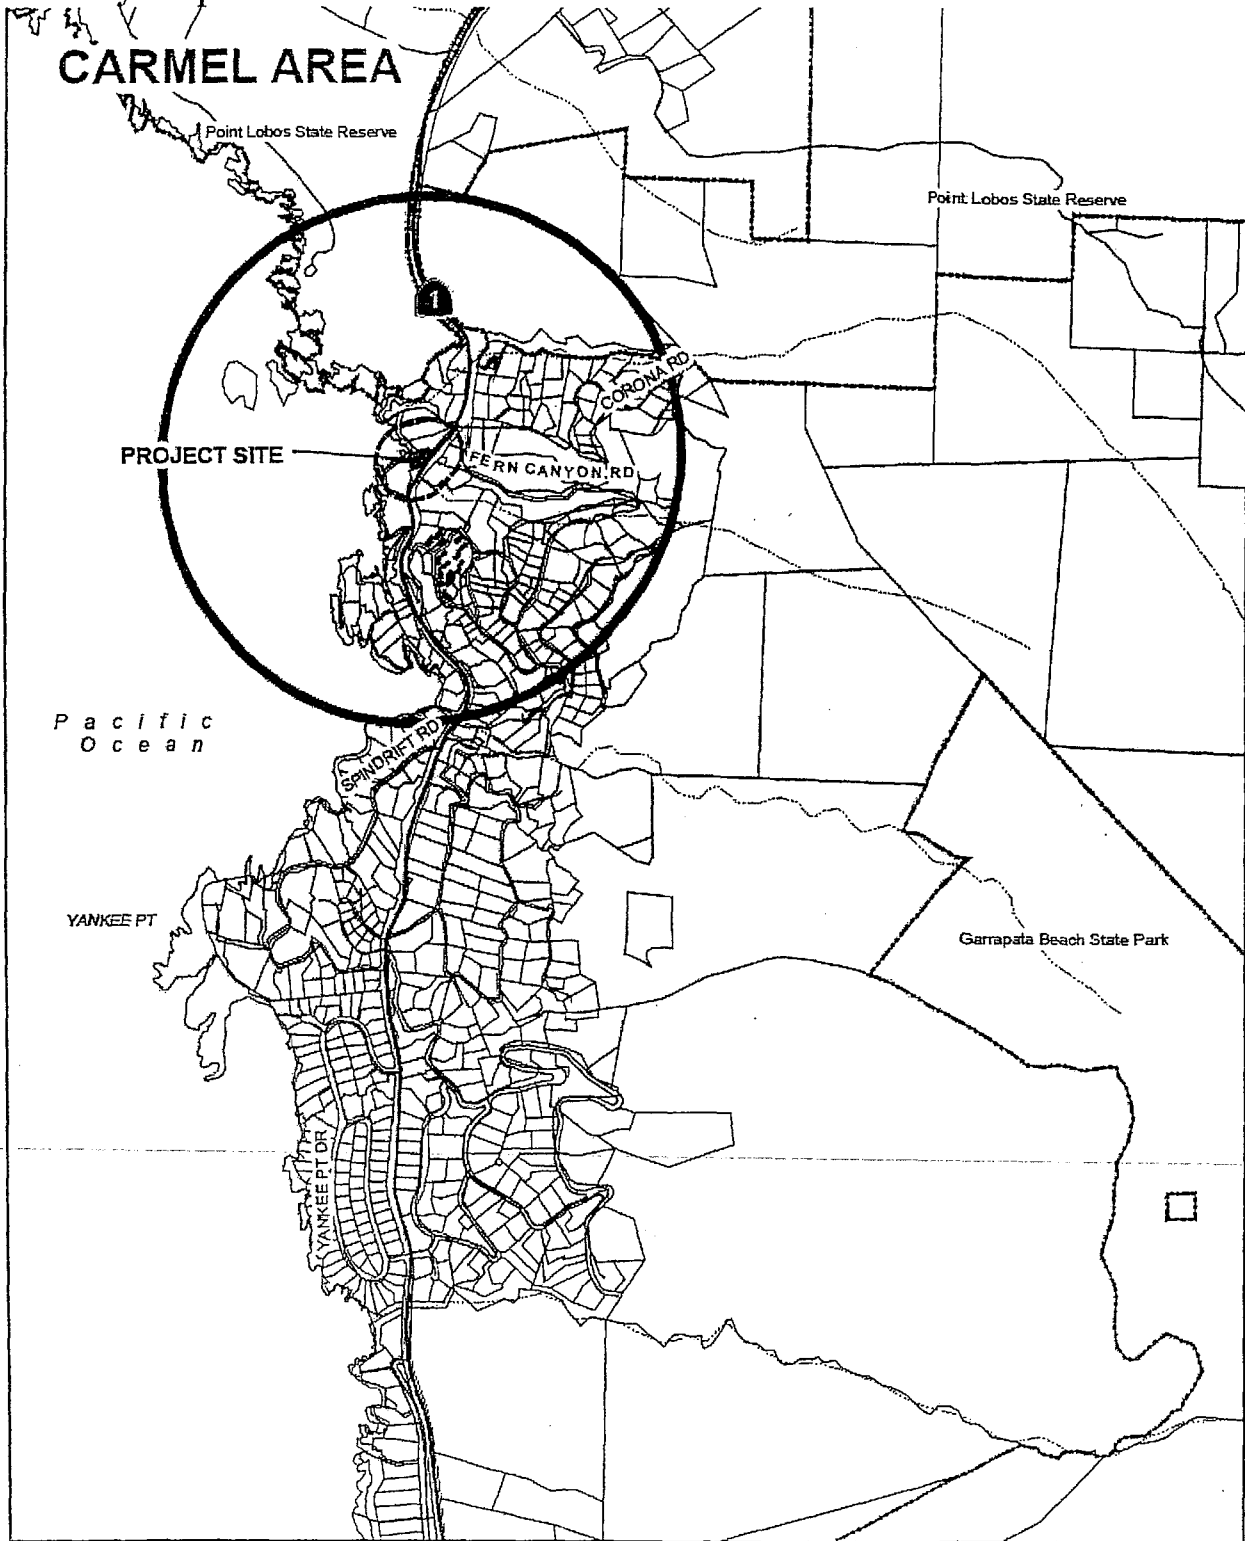 CARMEL AREA
Point Lobos State Reserve
Point Lobos State Reserve
1
CORONA RD
PROJECT SITE
FERN CANYON RD
Pacific
Ocean
SPINDRIFT RD
YANKEE PT
Garrapata Beach State Park
YANKEE PT DR